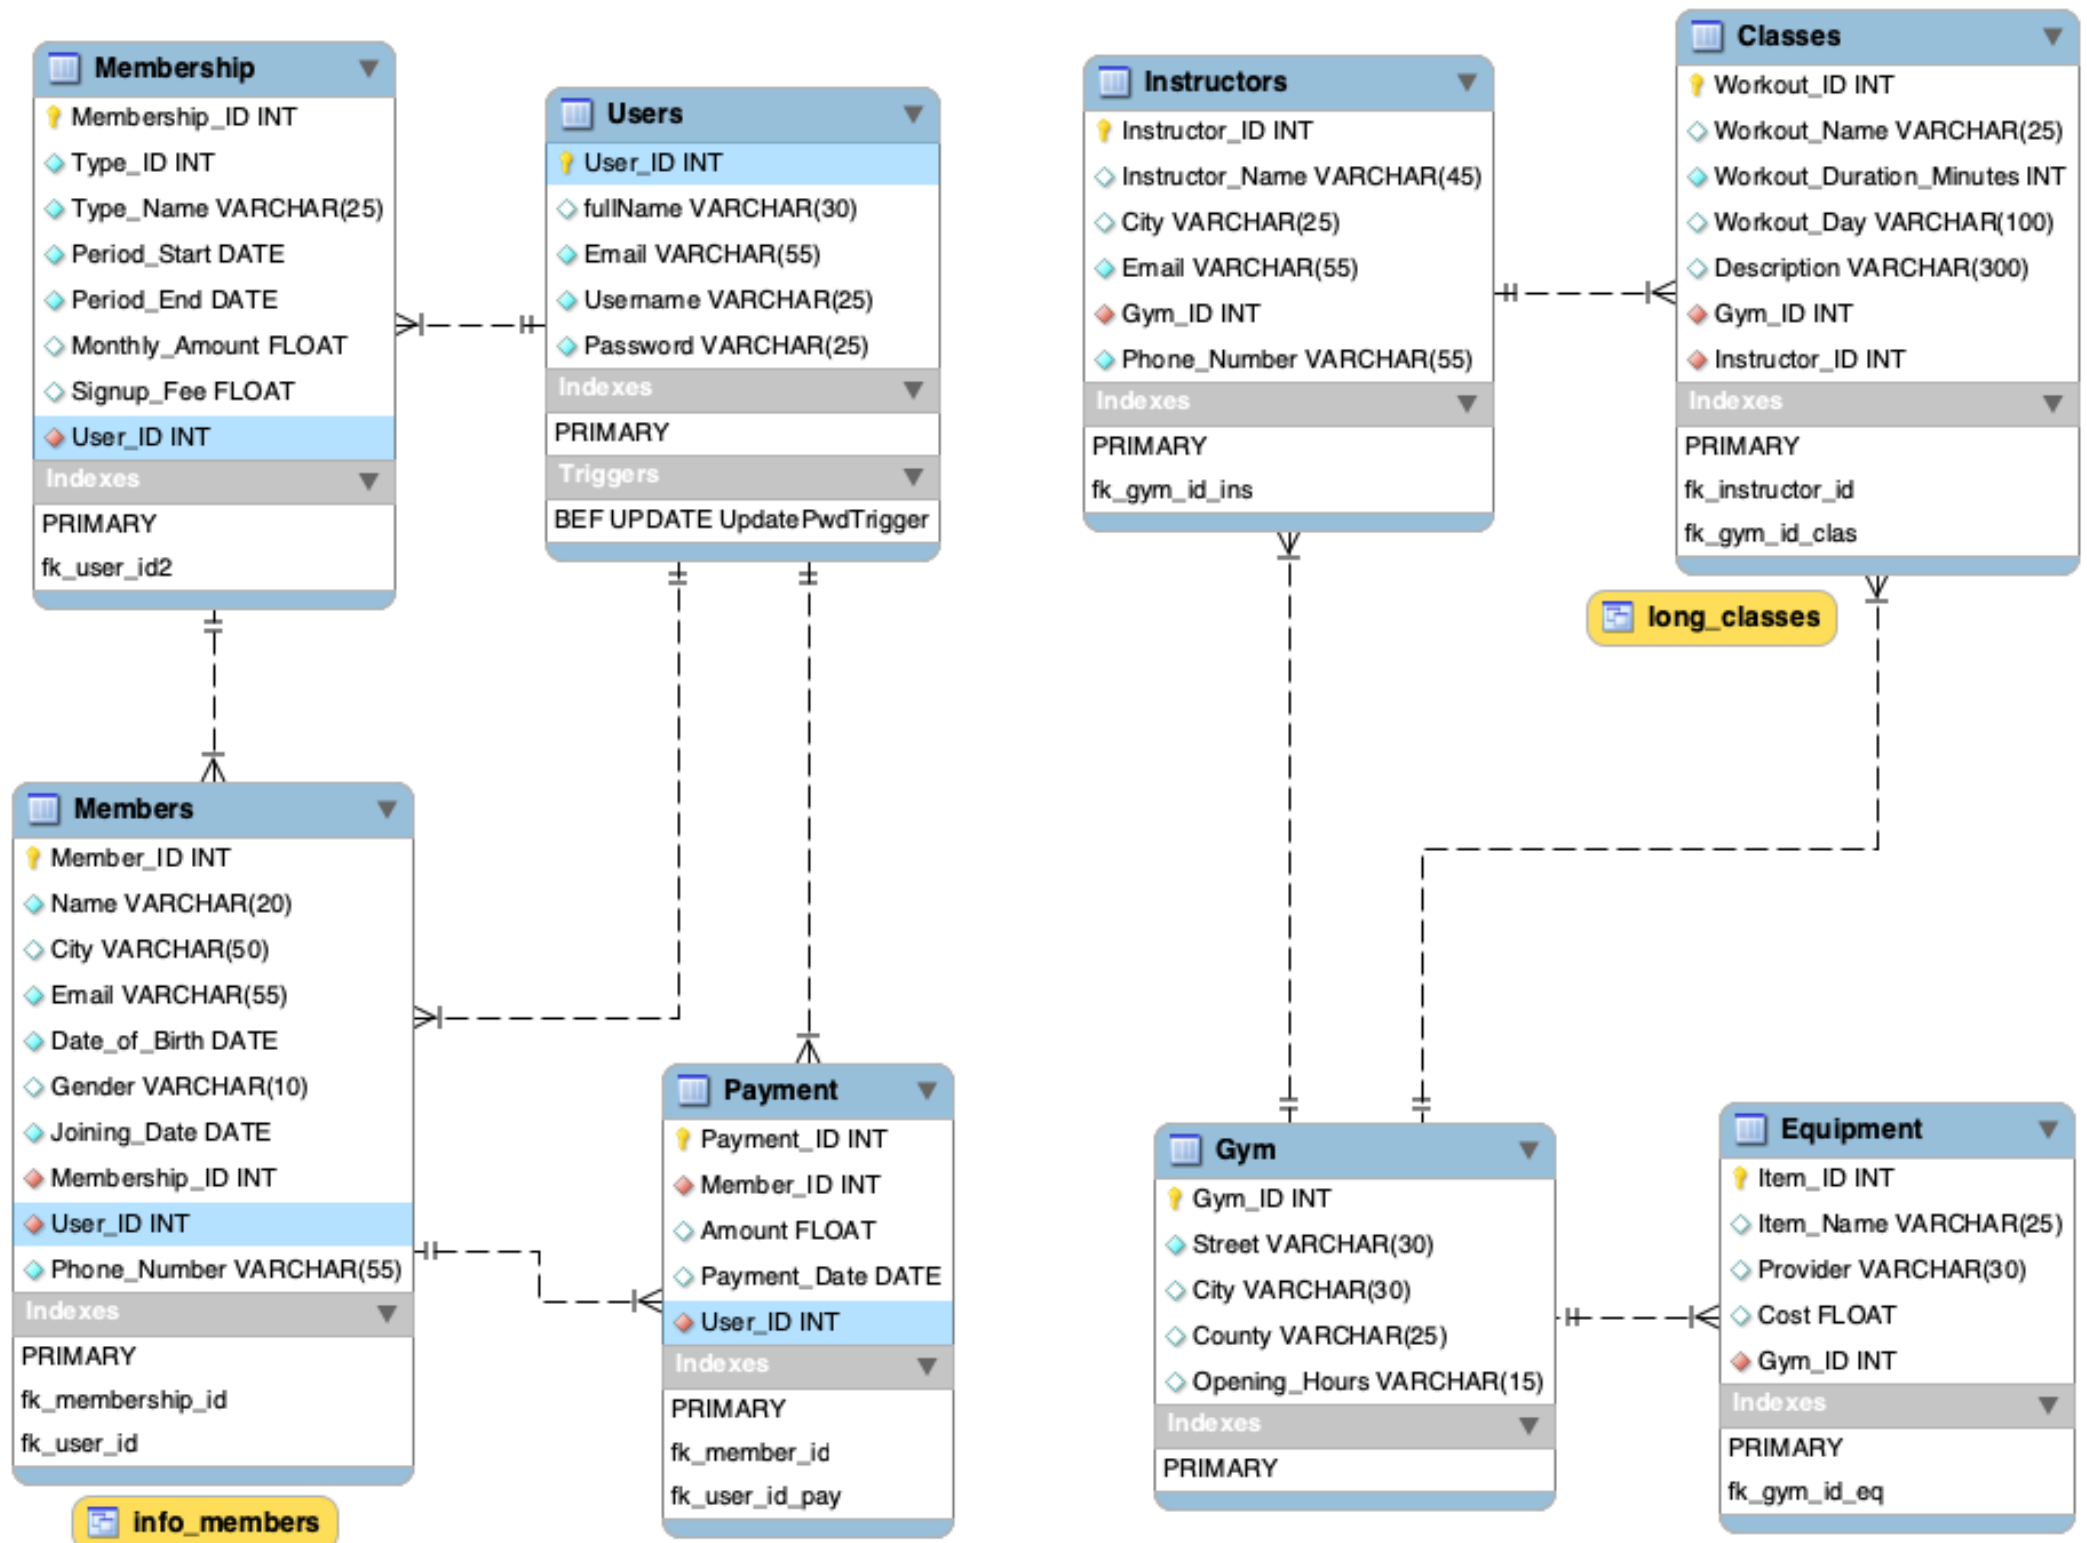 Membership
Membership_ID INT
Type_ID INT
Type_Name VARCHAR(25)
Period_Start DATE
Period_End DATE
Monthly_Amount FLOAT
Signup_Fee FLOAT
User_ID INT
Indexes
PRIMARY
fk_user_id2
Users
User_ID INT
fullName VARCHAR(30)
Email VARCHAR(55)
Username VARCHAR(25)
Password VARCHAR(25)
Indexes
PRIMARY
Triggers
BEF UPDATE UpdatePwdTrigger
Instructors
Instructor_ID INT
Instructor_Name VARCHAR(45)
City VARCHAR(25)
Email VARCHAR(55)
Gym_ID INT
Phone_Number VARCHAR(55)
Indexes
PRIMARY
fk_gym_id_ins
Classes
Workout_ID INT
Workout_Name VARCHAR(25)
Workout_Duration_Minutes INT
Workout_Day VARCHAR(100)
Description VARCHAR(300)
Gym_ID INT
Instructor_ID INT
Indexes
PRIMARY
fk_instructor_id
fk_gym_id_clas
long_classes
Members
Member_ID INT
Name VARCHAR(20)
City VARCHAR(50)
Email VARCHAR(55)
Date_of_Birth DATE
Gender VARCHAR(10)
Joining_Date DATE
Membership_ID INT
User_ID INT
Phone_Number VARCHAR(55)
Indexes
PRIMARY
fk_membership_id
fk_user_id
info_members
Payment
Payment_ID INT
Member_ID INT
Amount FLOAT
Payment_Date DATE
User_ID INT
Indexes
PRIMARY
fk_member_id
fk_user_id_pay
Gym
Gym_ID INT
Street VARCHAR(30)
City VARCHAR(30)
County VARCHAR(25)
Opening_Hours VARCHAR(15)
Indexes
PRIMARY
Equipment
Item_ID INT
Item_Name VARCHAR(25)
Provider VARCHAR(30)
Cost FLOAT
Gym_ID INT
Indexes
PRIMARY
fk_gym_id_eq